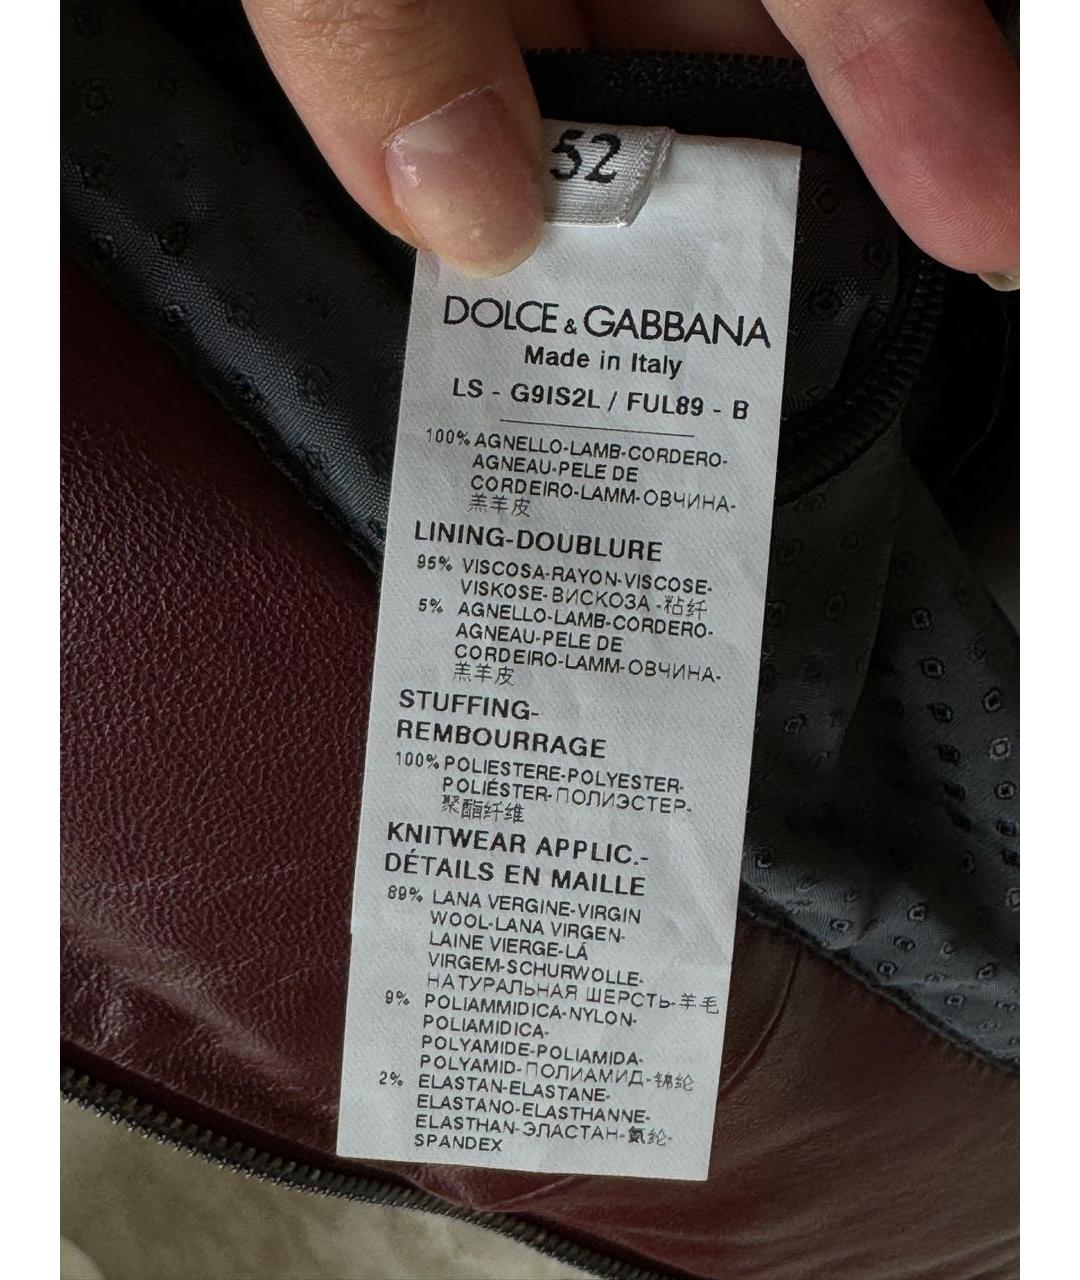 52
DOLCE & GABBANA
Made in Italy
LS - G9IS2L / FUL89 - B
100% AGNELLO-LAMB-CORDERO-
AGNEAU-PELE DE
CORDEIRO-LAMM-ОВЧИНА-
羔羊皮
LINING-DOUBLURE
95% VISCOSA-RAYON-VISCOSE-
VISKOSE-ВИСКОЗА -粘纤
5% AGNELLO-LAMB-CORDERO-
AGNEAU-PELE DE
CORDEIRO-LAMM-ОВЧИНА-
羔羊皮
STUFFING-
REMBOURRAGE
100% POLIESTERE-POLYESTER-
POLIÉSTER-ПОЛИЭСТЕР-
聚酯纤维
KNITWEAR APPLIC.-
DÉTAILS EN MAILLE
89% LANA VERGINE-VIRGIN
WOOL-LANA VIRGEN-
LAINE VIERGE-LÁ
VIRGEM-SCHURWOLLE-
НАТУРАЛЬНАЯ ШЕРСТЬ-羊毛
9% POLIAMMIDICA-NYLON-
POLIAMIDICA-
POLYAMIDE-POLIAMIDA-
POLYAMID-ПОЛИАМИД-锦纶
2% ELASTAN-ELASTANE-
ELASTANO-ELASTHANNE-
ELASTHAN-ЭЛАСТАН-氨纶-
SPANDEX